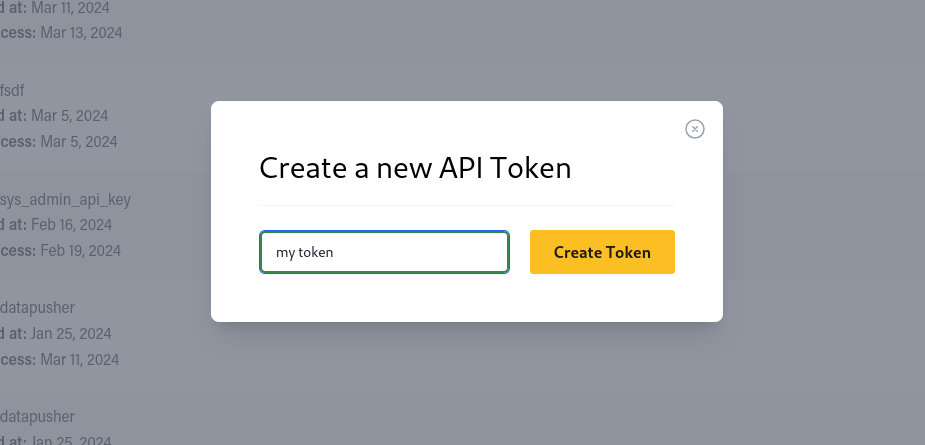 d at: Mar 11, 2024
cess: Mar 13, 2024
fsdf
d at: Mar 5, 2024
cess: Mar 5, 2024
sys_admin_api_key
d at: Feb 16, 2024
cess: Feb 19, 2024
datapusher
d at: Jan 25, 2024
cess: Mar 11, 2024
datapusher
d at: Jan 25, 2024
Create a new API Token
my token
Create Token